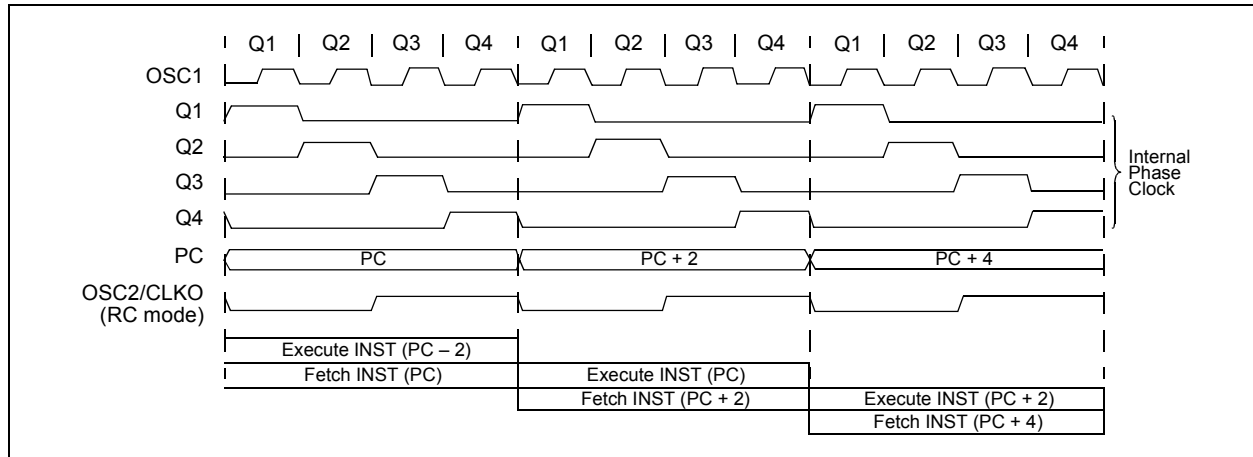 Q1 Q2 Q3 Q4 Q1 Q2 Q3 Q4 Q1 Q2 Q3 Q4
OSC1
Q1
Q2
Q3
Q4
Internal
Phase
Clock
PC PC PC + 2 PC + 4
OSC2/CLKO
(RC mode)
Execute INST (PC – 2)
Fetch INST (PC) Execute INST (PC)
Fetch INST (PC + 2) Execute INST (PC + 2)
Fetch INST (PC + 4)